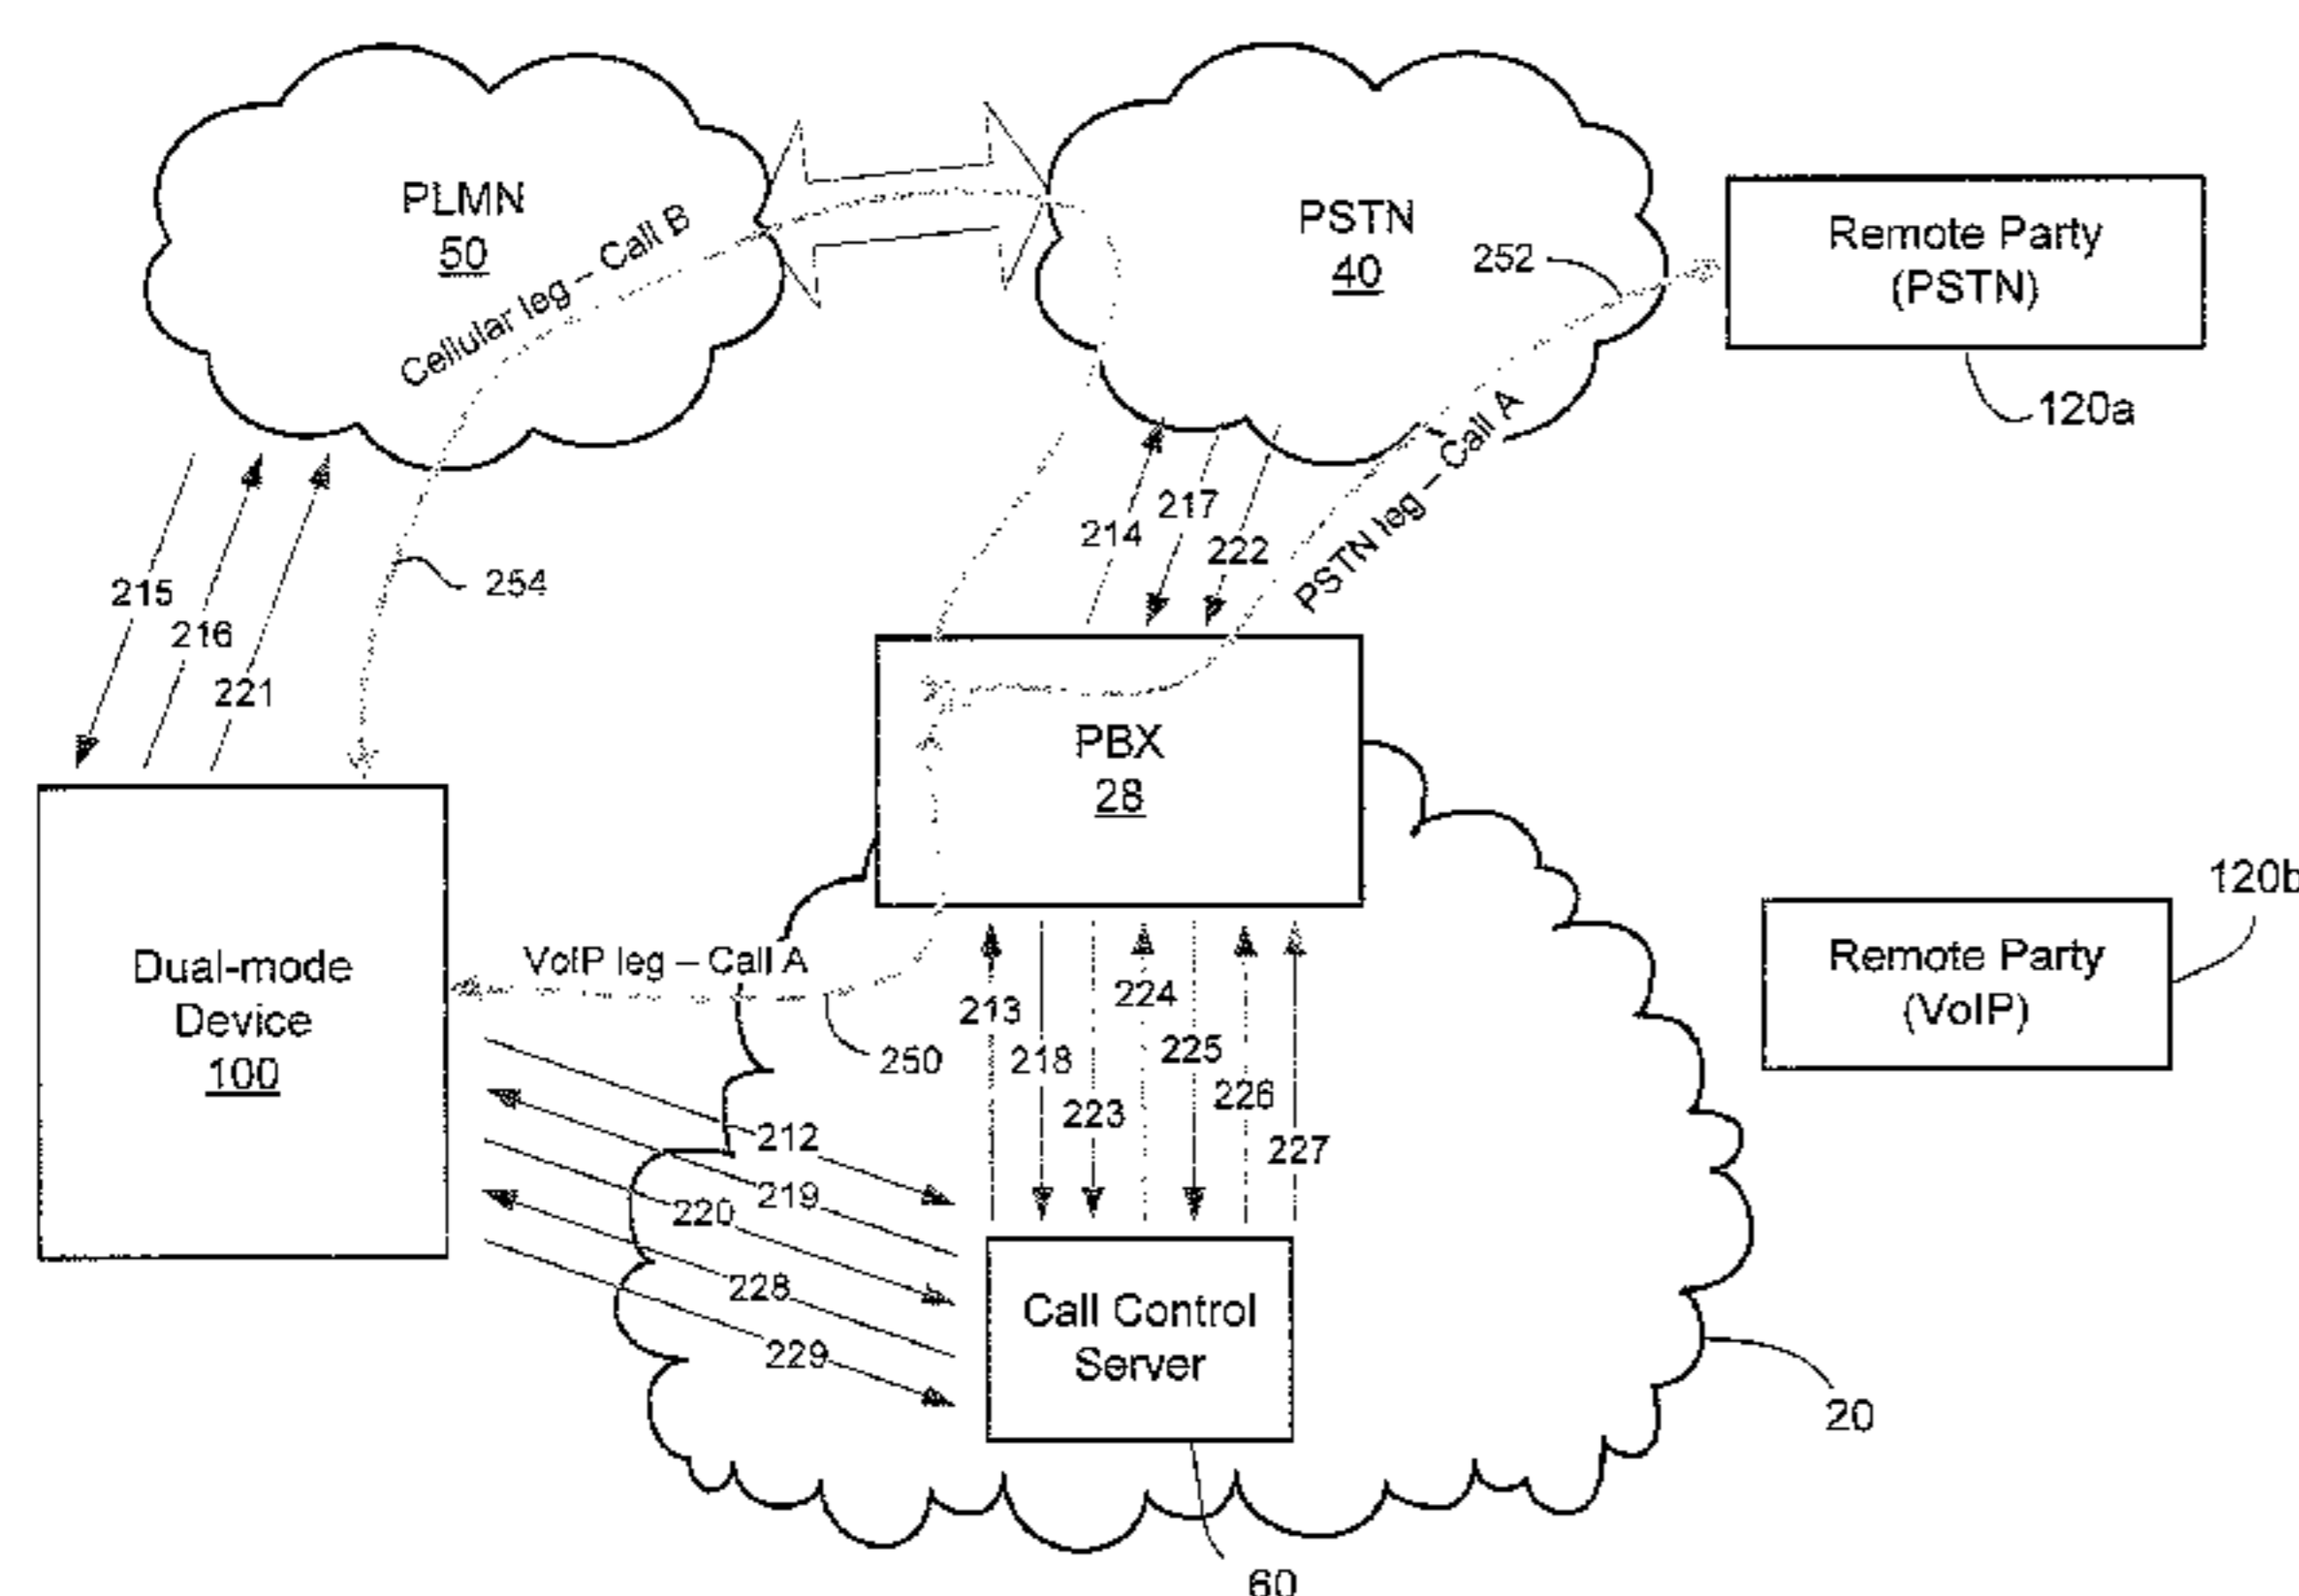 PLMN
50
PSTN
40
Remote Party
(PSTN)
120a
252
Cellular leg – Call B
PSTN leg – Call A
215
216
221
254
214
217
222
PBX
28
Dual-mode
Device
100
VoIP leg – Call A
250
Remote Party
(VoIP)
120b
213
218
223
224
225
226
227
212
219
220
228
229
Call Control
Server
60
20